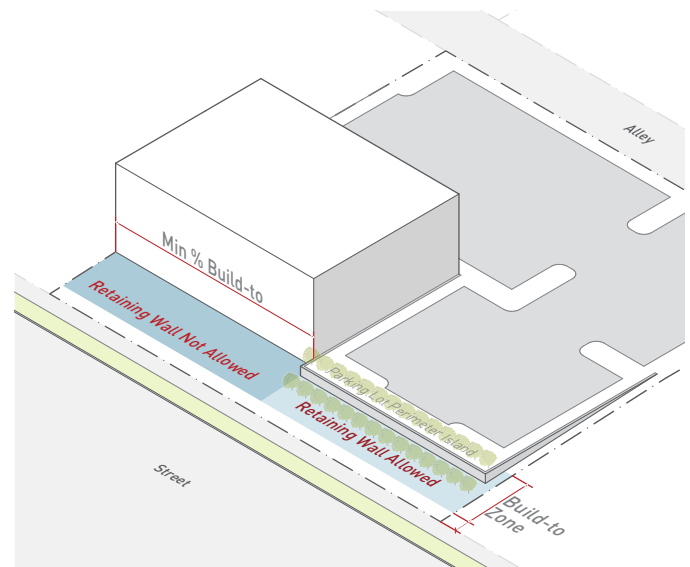 Alley
Min % Build-to
Retaining Wall Not Allowed
Parking Lot Perimeter Island
Retaining Wall Allowed
Street
Build-to
Zone